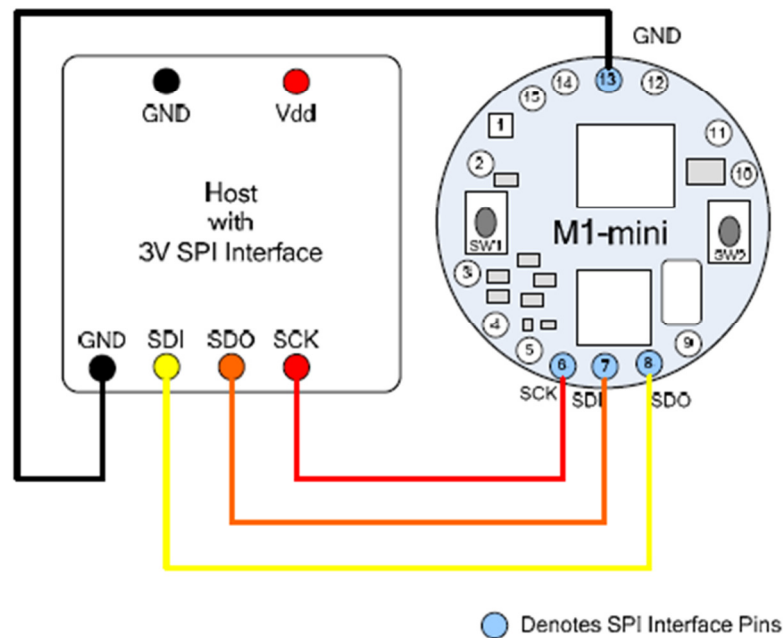 GND
13
14
12
15
1
11
GND
Vdd
2
10
Host
with
3V SPI Interface
M1-mini
SW1
SW2
3
4
5
9
GND
SDI
SDO
SCK
6
7
8
SCK
SDI
SDO
Denotes SPI Interface Pins